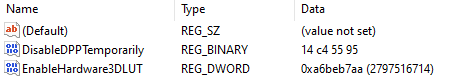 Name Type Data
(Default) REG_SZ (value not set)
DisableDPPTemporarily REG_BINARY 14 c4 55 95
EnableHardware3DLUT REG_DWORD 0xa6beb7aa (2797516714)